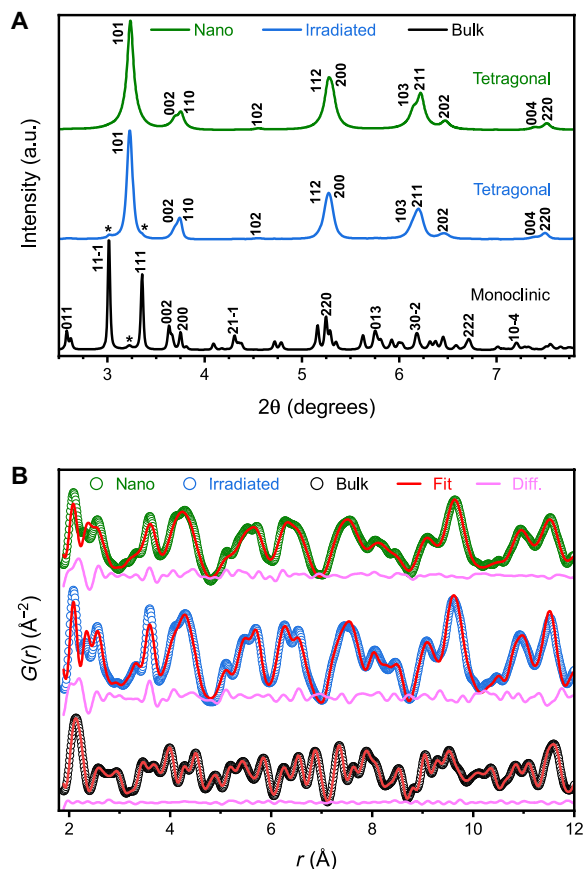 A
Nano Irradiated Bulk
101
002
110
102
112
200
103
211
202
004
220
Tetragonal
101
*
*
002
110
102
112
200
103
211
202
004
220
Tetragonal
011
11-1
*
111
002
200
21-1
220
013
30-2
222
10-4
Monoclinic
Intensity (a.u.)
3 4 5 6 7
2θ (degrees)
B
Nano Irradiated Bulk Fit Diff.
G(r) (Å⁻²)
2 4 6 8 10 12
r (Å)